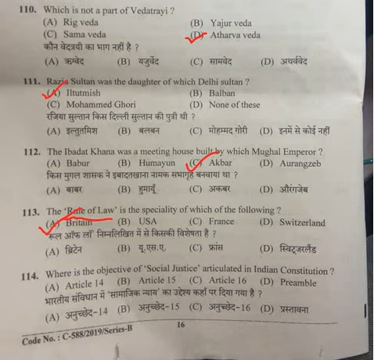 110. Which is not a part of Vedatrayi ?
(A) Rig veda (B) Yajur veda
(C) Sama veda (D) Atharva veda
कौन वेदत्रयी का भाग नहीं है ?
(A) ऋग्वेद (B) यजुर्वेद (C) सामवेद (D) अथर्ववेद
111. Razia Sultan was the daughter of which Delhi sultan ?
(A) Iltutmish (B) Balban
(C) Mohammed Ghori (D) None of these
रजिया सुल्तान किस दिल्ली सुल्तान की पुत्री थी ?
(A) इल्तुतमिश (B) बलबन (C) मोहम्मद गोरी (D) इनमें से कोई नहीं
112. The Ibadat Khana was a meeting house built by which Mughal Emperor ?
(A) Babur (B) Humayun (C) Akbar (D) Aurangzeb
किस मुगल शासक ने इबादतखाना नामक सभागृह बनवाया था ?
(A) बाबर (B) हुमायूँ (C) अकबर (D) औरंगजेब
113. The 'Rule of Law' is the speciality of which of the following ?
(A) Britain (B) USA (C) France (D) Switzerland
'रूल ऑफ लॉ' निम्नलिखित में से किसकी विशेषता है ?
(A) ब्रिटेन (B) यू.एस.ए. (C) फ्रांस (D) स्विट्जरलैंड
114. Where is the objective of 'Social Justice' articulated in Indian Constitution ?
(A) Article 14 (B) Article 15 (C) Article 16 (D) Preamble
भारतीय संविधान में 'सामाजिक न्याय' का उद्देश्य कहाँ पर दिया गया है ?
(A) अनुच्छेद-14 (B) अनुच्छेद-15 (C) अनुच्छेद-16 (D) प्रस्तावना
16
Code No. : C-588/2019/Series-B